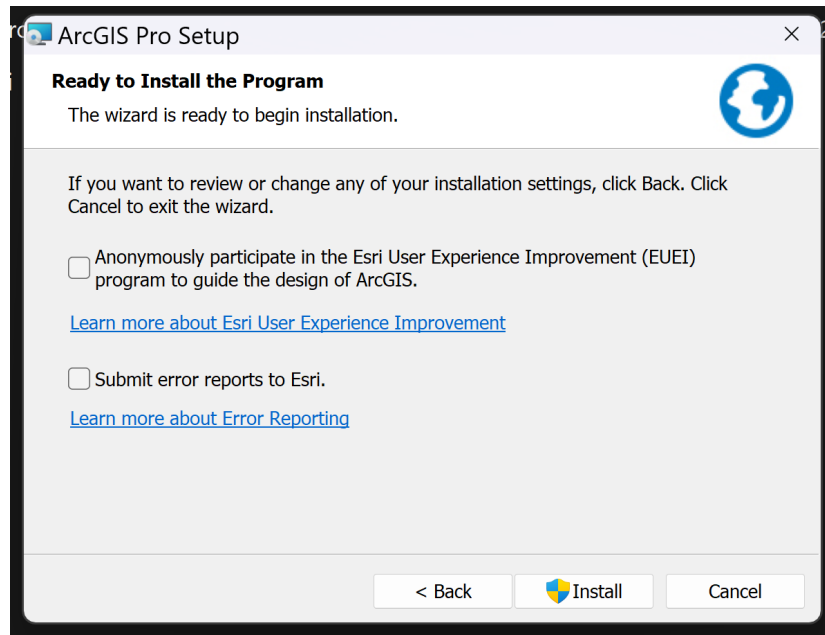 ArcGIS Pro Setup
Ready to Install the Program
The wizard is ready to begin installation.
If you want to review or change any of your installation settings, click Back. Click
Cancel to exit the wizard.
Anonymously participate in the Esri User Experience Improvement (EUEI)
program to guide the design of ArcGIS.
Learn more about Esri User Experience Improvement
Submit error reports to Esri.
Learn more about Error Reporting
< Back
Install
Cancel